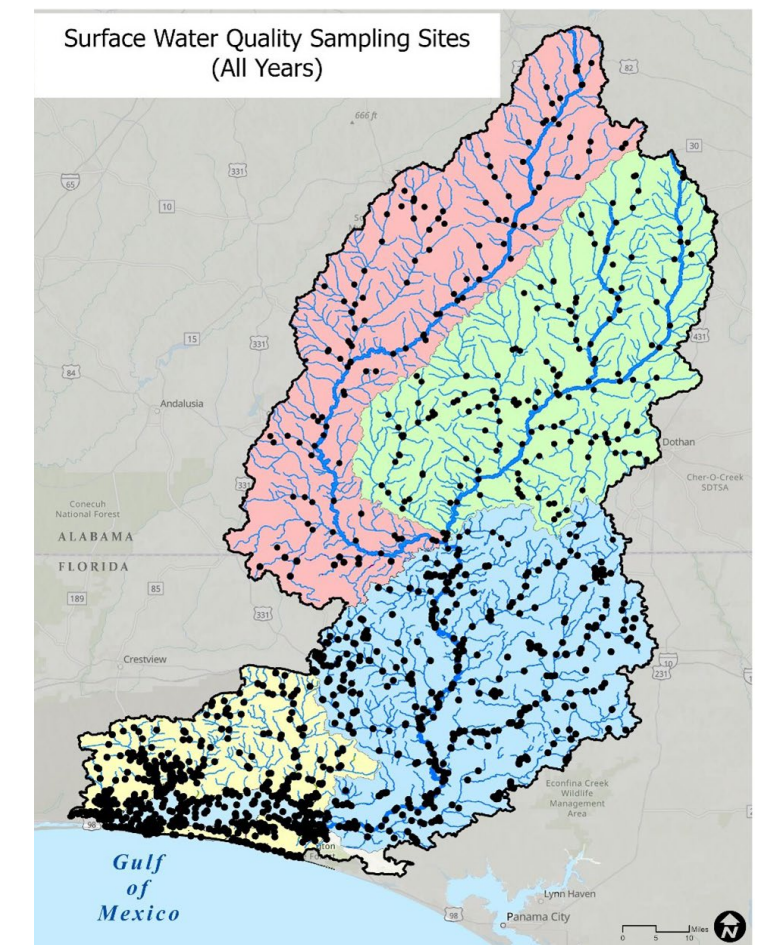 Surface Water Quality Sampling Sites
(All Years)
82
666 ft
30
331
65
10
15
331
431
84
Andalusia
Dothan
331
Cher-O-Creek
SDTSA
Conecuh
National Forest
ALABAMA
FLORIDA
85
189
331
Crestview
10
231
Econfina Creek
Wildlife
Management
Area
98
Gulf
of
Mexico
Lynn Haven
98
Panama City
Miles
0 5 10
N